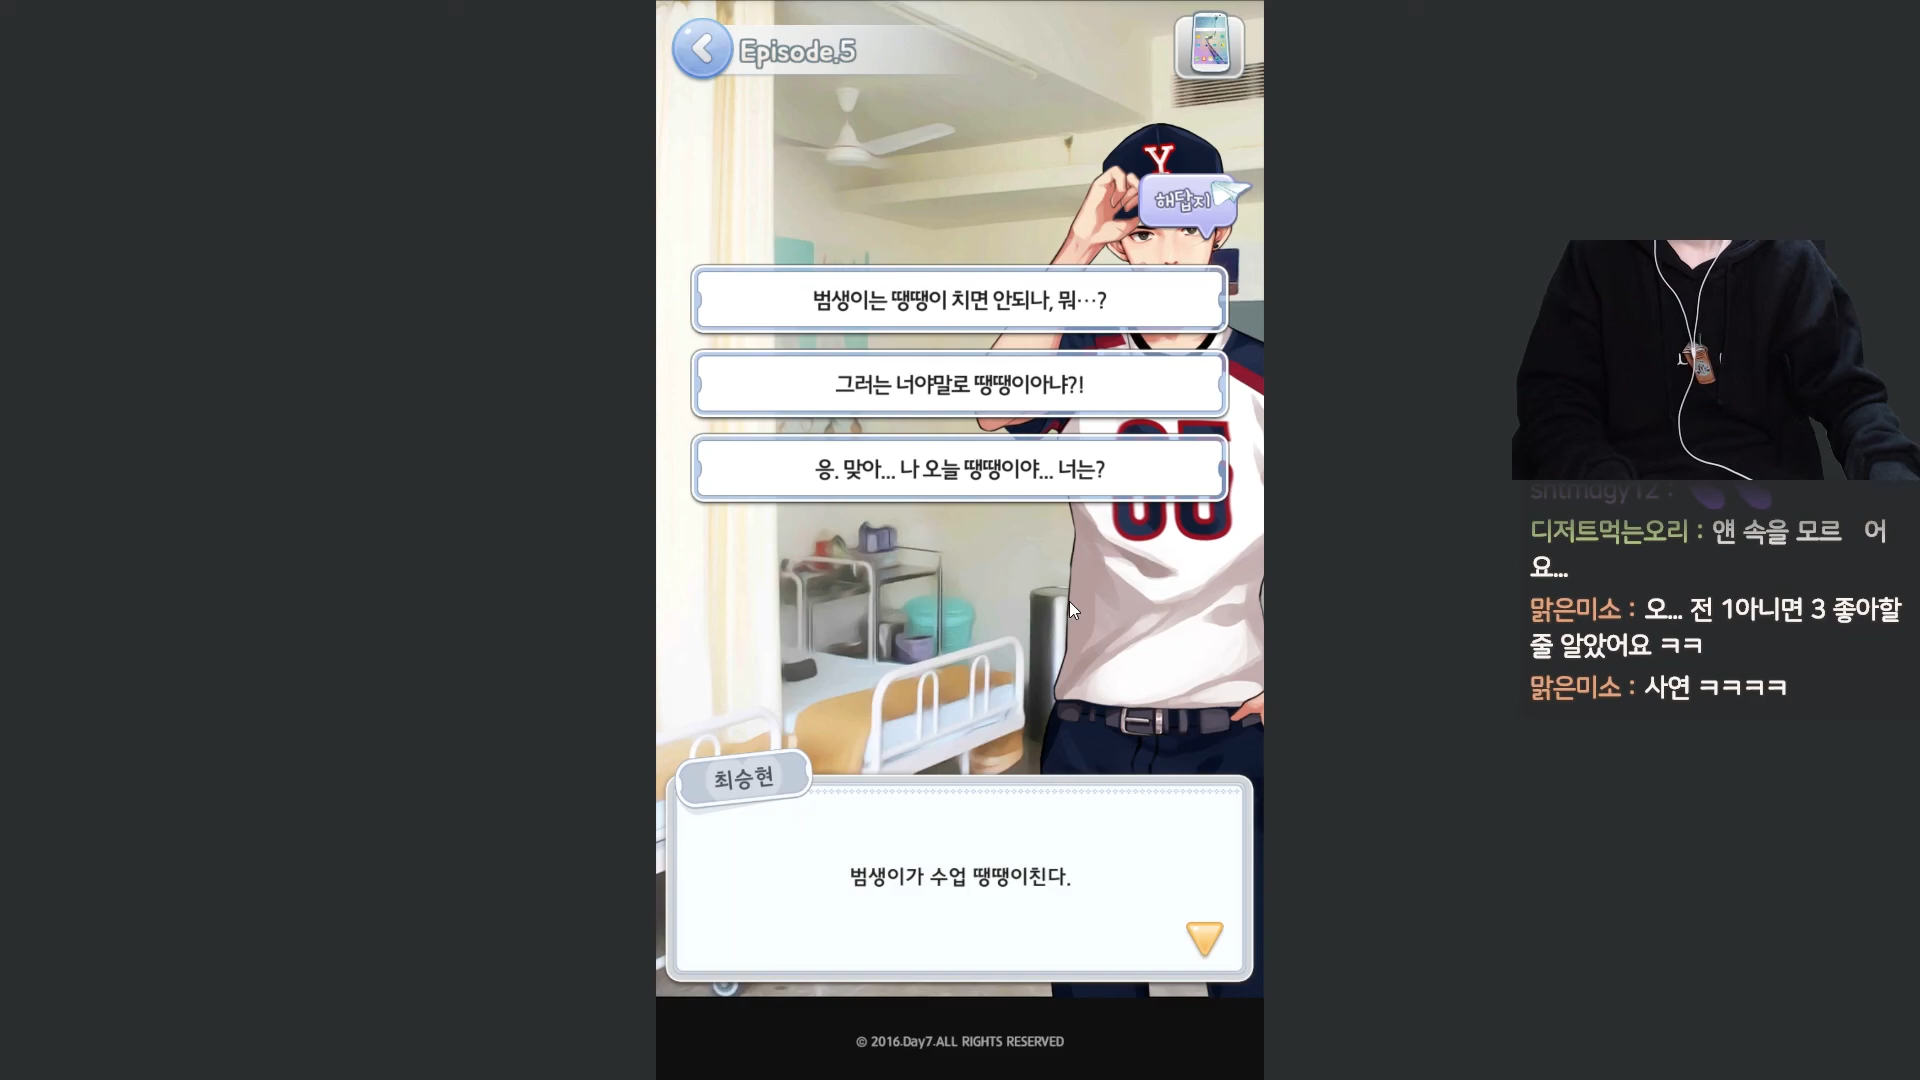 Episode.5
Y
해답지
범생이는 땡땡이 치면 안되나, 뭐…?
그러는 너야말로 땡땡이아냐?!
응. 맞아... 나 오늘 땡땡이야... 너는?
최승현
범생이가 수업 땡땡이친다.
© 2016.Day7.ALL RIGHTS RESERVED
shtmdgy12 :
디저트먹는오리 : 얜 속을 모르 어
요...
맑은미소 : 오... 전 1아니면 3 좋아할
줄 알았어요 ㅋㅋ
맑은미소 : 사연 ㅋㅋㅋㅋ